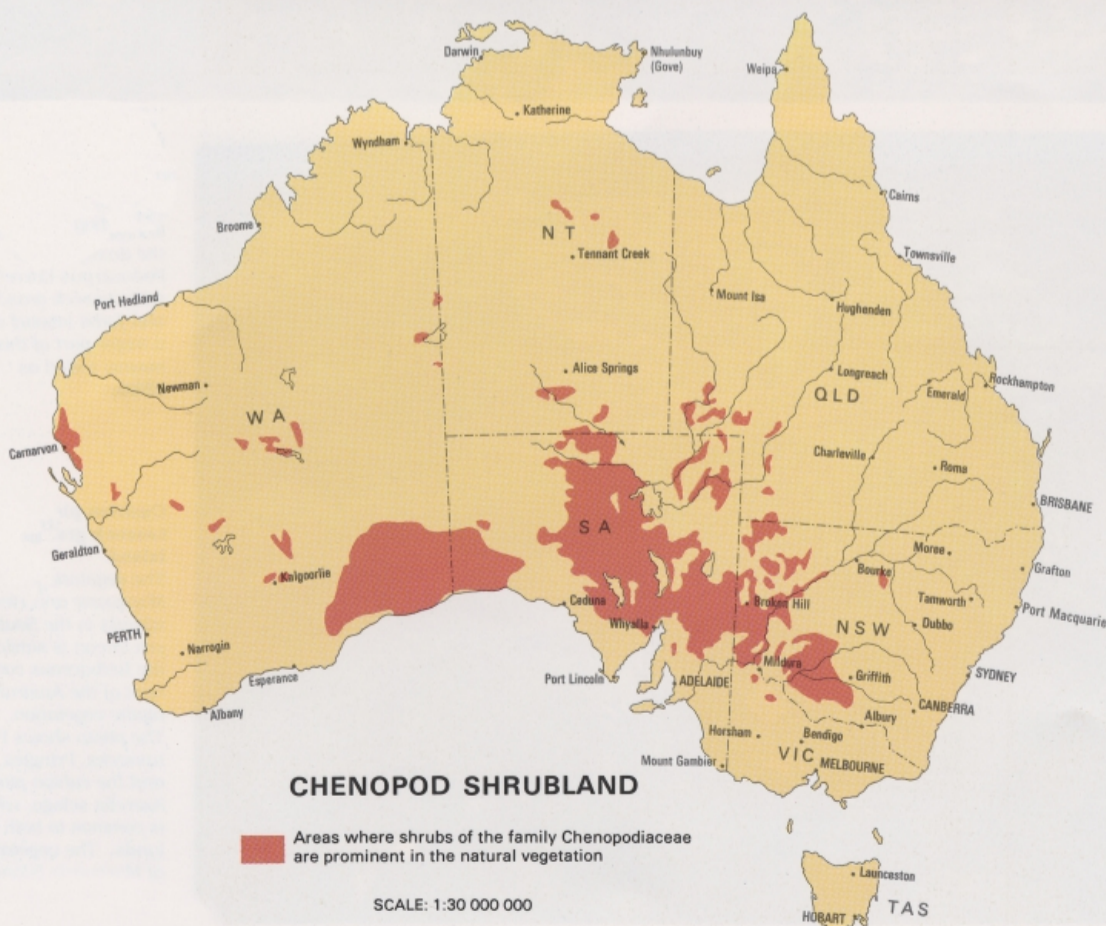 Darwin
Nhulunbuy
(Gove)
Weipa
Katherine
Wyndham
Cairns
Broome
N T
Tennant Creek
Townsville
Port Hedland
Mount Isa
Hughenden
Alice Springs
Longreach
Rockhampton
Newman
QLD
Emerald
W A
Carnarvon
Charleville
Roma
BRISBANE
S A
Geraldton
Moree
Bourke
Grafton
Kalgoorlie
Tamworth
Ceduna
Broken Hill
Port Macquarie
Whyalla
NSW
Dubbo
PERTH
Narrogin
Mildura
Griffith
SYDNEY
Esperance
Port Lincoln
ADELAIDE
CANBERRA
Albany
Albury
Horsham
Bendigo
VIC
MELBOURNE
Mount Gambier
CHENOPOD SHRUBLAND
Areas where shrubs of the family Chenopodiaceae
are prominent in the natural vegetation
SCALE: 1:30 000 000
Launceston
TAS
HOBART